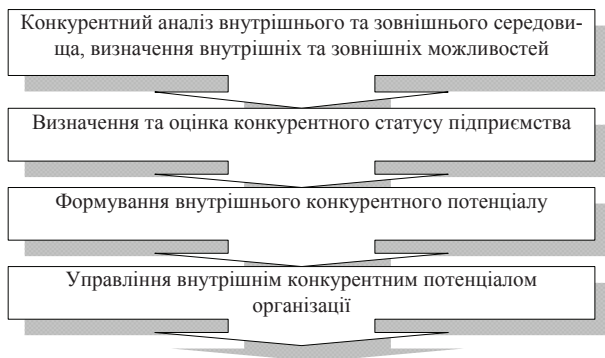 Конкурентний аналіз внутрішнього та зовнішнього середови-
ща, визначення внутрішніх та зовнішніх можливостей
Визначення та оцінка конкурентного статусу підприємства
Формування внутрішнього конкурентного потенціалу
Управління внутрішнім конкурентним потенціалом
організації